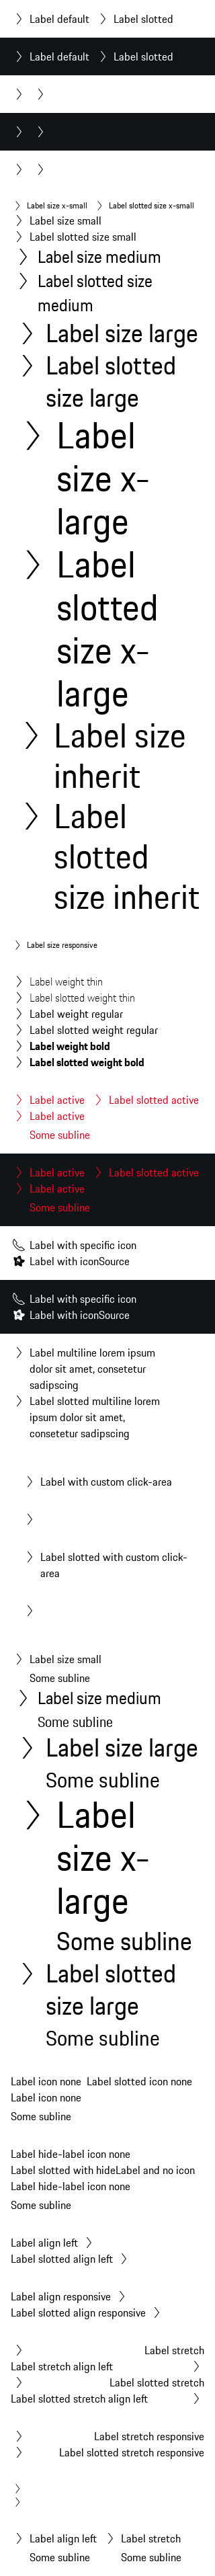 Label default Label slotted
Label default Label slotted
Label size x-small Label slotted size x-small
Label size small
Label slotted size small
Label size medium
Label slotted size
medium
Label size large
Label slotted
size large
Label
size x-
large
Label
slotted
size x-
large
Label size
inherit
Label
slotted
size inherit
Label size responsive
Label weight thin
Label slotted weight thin
Label weight regular
Label slotted weight regular
Label weight bold
Label slotted weight bold
Label active Label slotted active
Label active
Some subline
Label active Label slotted active
Label active
Some subline
Label with specific icon
Label with iconSource
Label with specific icon
Label with iconSource
Label multiline lorem ipsum
dolor sit amet, consetetur
sadipscing
Label slotted multiline lorem
ipsum dolor sit amet,
consetetur sadipscing
Label with custom click-area
Label slotted with custom click-
area
Label size small
Some subline
Label size medium
Some subline
Label size large
Some subline
Label
size x-
large
Some subline
Label slotted
size large
Some subline
Label icon none Label slotted icon none
Label icon none
Some subline
Label hide-label icon none
Label slotted with hideLabel and no icon
Label hide-label icon none
Some subline
Label align left
Label slotted align left
Label align responsive
Label slotted align responsive
Label stretch
Label stretch align left
Label slotted stretch
Label slotted stretch align left
Label stretch responsive
Label slotted stretch responsive
Label align left Label stretch
Some subline Some subline